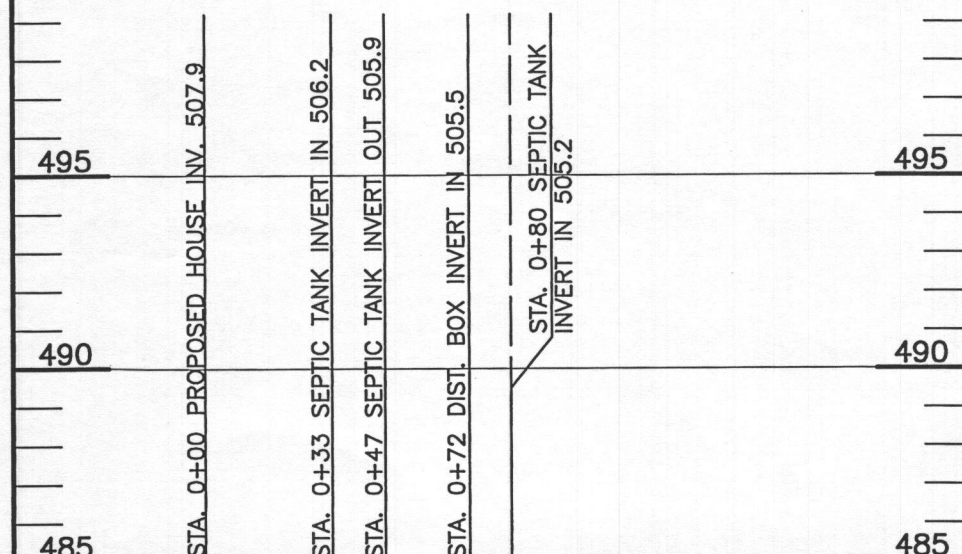 STA. 0+00 PROPOSED HOUSE INV. 507.9
STA. 0+33 SEPTIC TANK INVERT IN 506.2
STA. 0+47 SEPTIC TANK INVERT OUT 505.9
STA. 0+72 DIST. BOX INVERT IN 505.5
STA. 0+80 SEPTIC TANK
INVERT IN 505.2
495
495
490
490
485
485